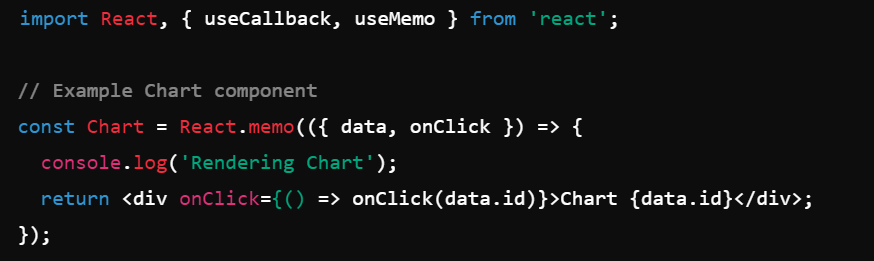 import React, { useCallback, useMemo } from 'react';
// Example Chart component
const Chart = React.memo(({ data, onClick }) => {
  console.log('Rendering Chart');
  return <div onClick={() => onClick(data.id)}>Chart {data.id}</div>;
});